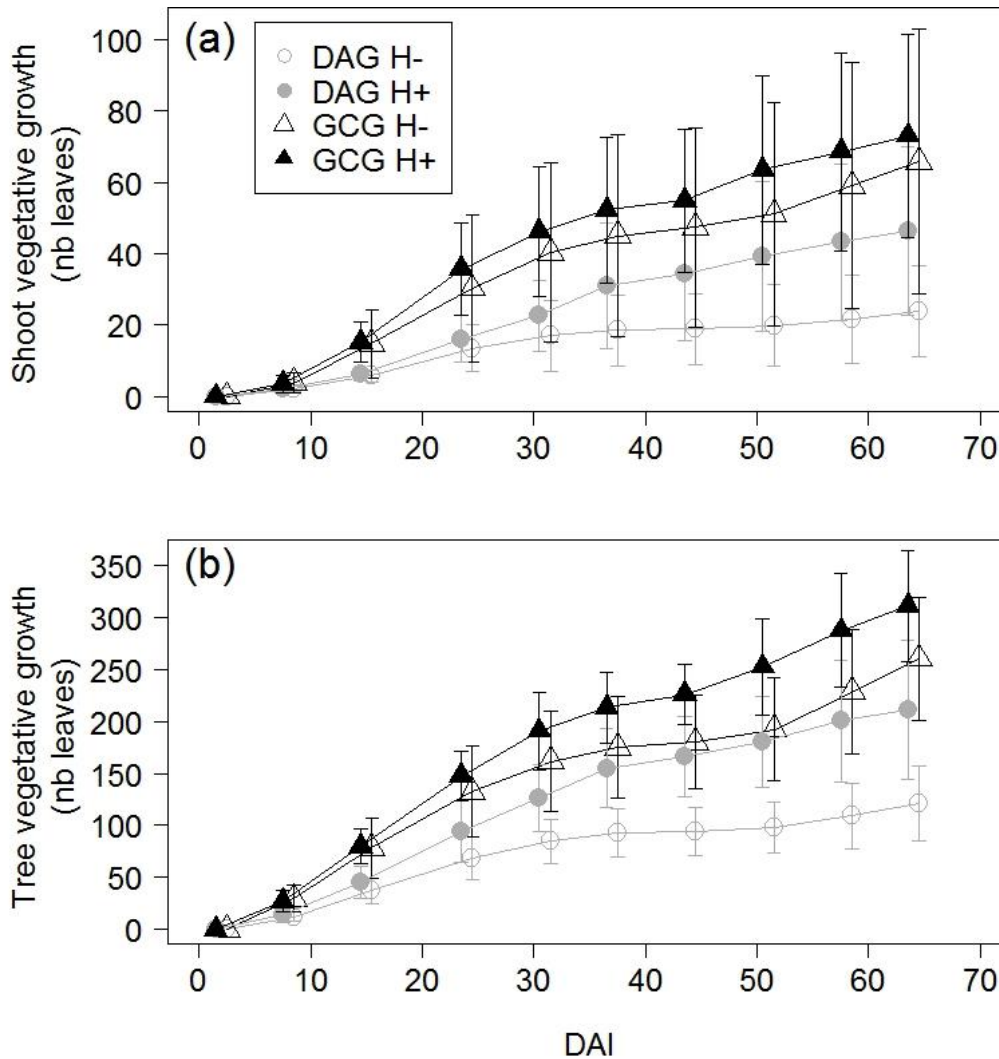 (a)
DAG H-
DAG H+
GCG H-
GCG H+
Shoot vegetative growth
(nb leaves)
100
80
60
40
20
0
0 10 20 30 40 50 60 70
(b)
Tree vegetative growth
(nb leaves)
350
300
250
200
150
100
50
0
0 10 20 30 40 50 60 70
DAI